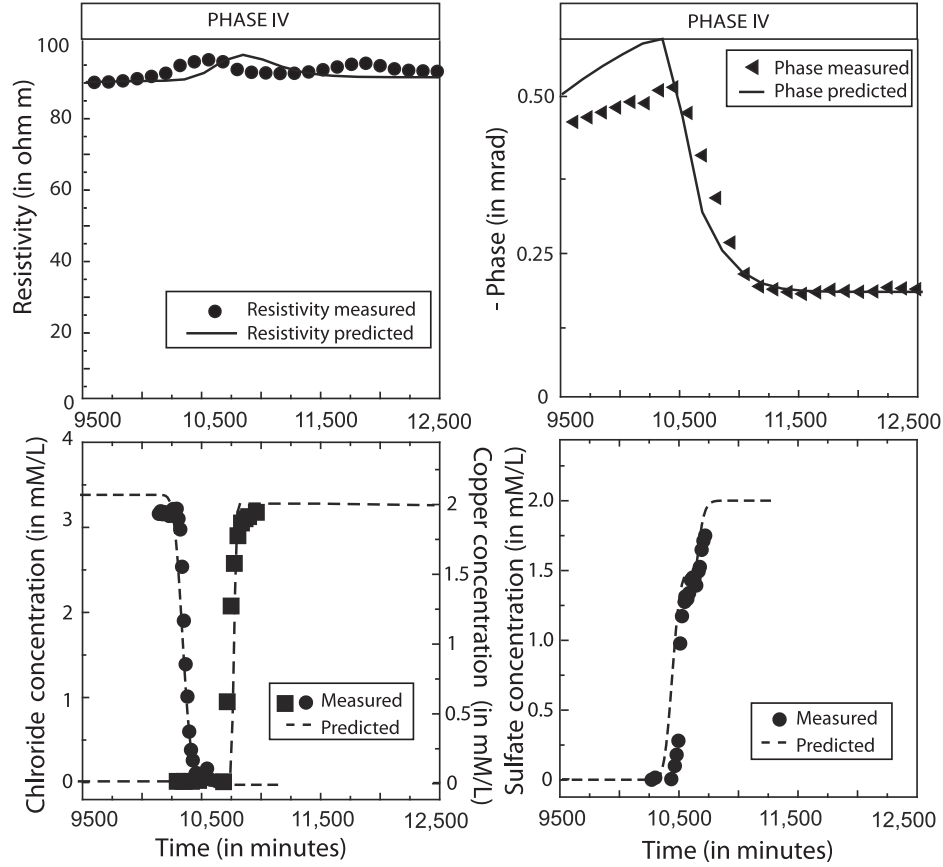 PHASE IV
100
80
60
40
20
0
Resistivity (in ohm m)
Resistivity measured
Resistivity predicted
9500
10,500
11,500
12,500
PHASE IV
0.50
0.25
0
- Phase (in mrad)
Phase measured
Phase predicted
9500
10,500
11,500
12,500
4
3
2
1
0
Chlroride concentration (in mM/L)
2
1.5
1
0.5
0
Copper concentration (in mM/L)
Measured
Predicted
9500
10,500
11,500
12,500
Time (in minutes)
2.0
1.5
1.0
0.5
0.0
Sulfate concentration (in mM/L)
Measured
Predicted
9500
10,500
11,500
12,500
Time (in minutes)